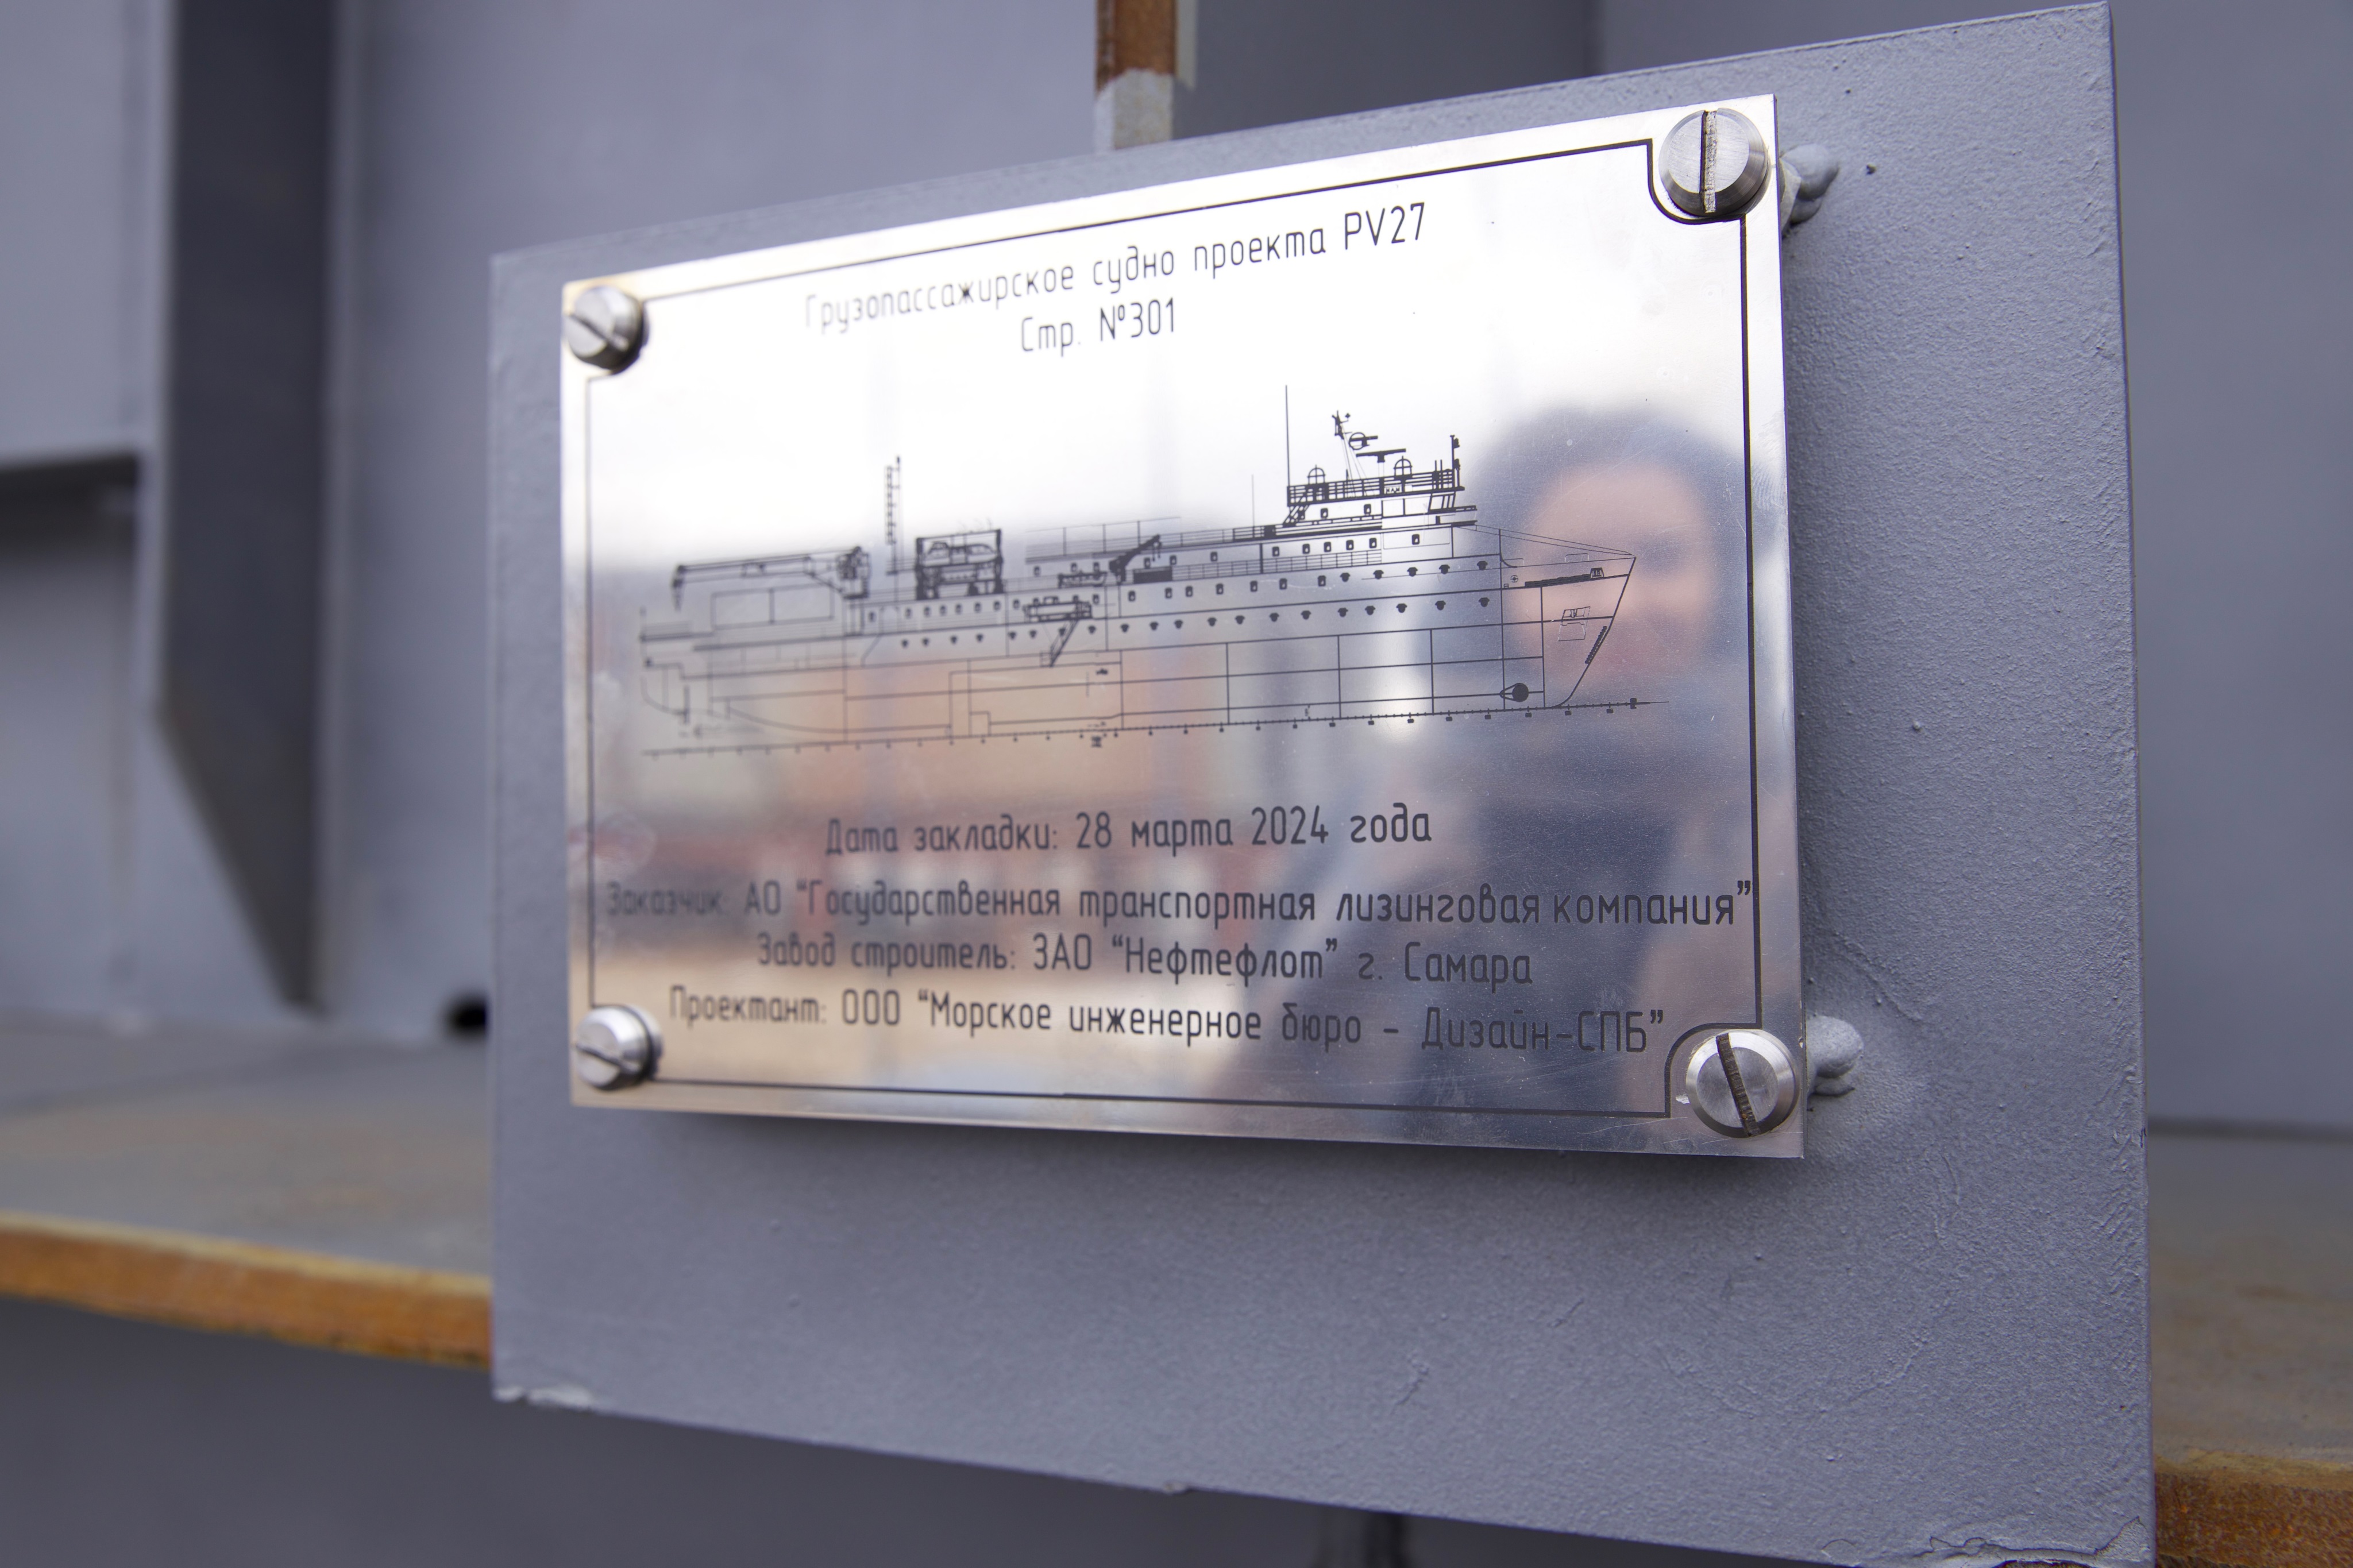 Грузопассажирское судно проекта PV27
Стр. №301
Дата закладки: 28 марта 2024 года
Заказчик: АО “Государственная транспортная лизинговая компания”
Завод строитель: ЗАО “Нефтефлот” г. Самара
Проектант: ООО “Морское инженерное бюро - Дизайн-СПБ”